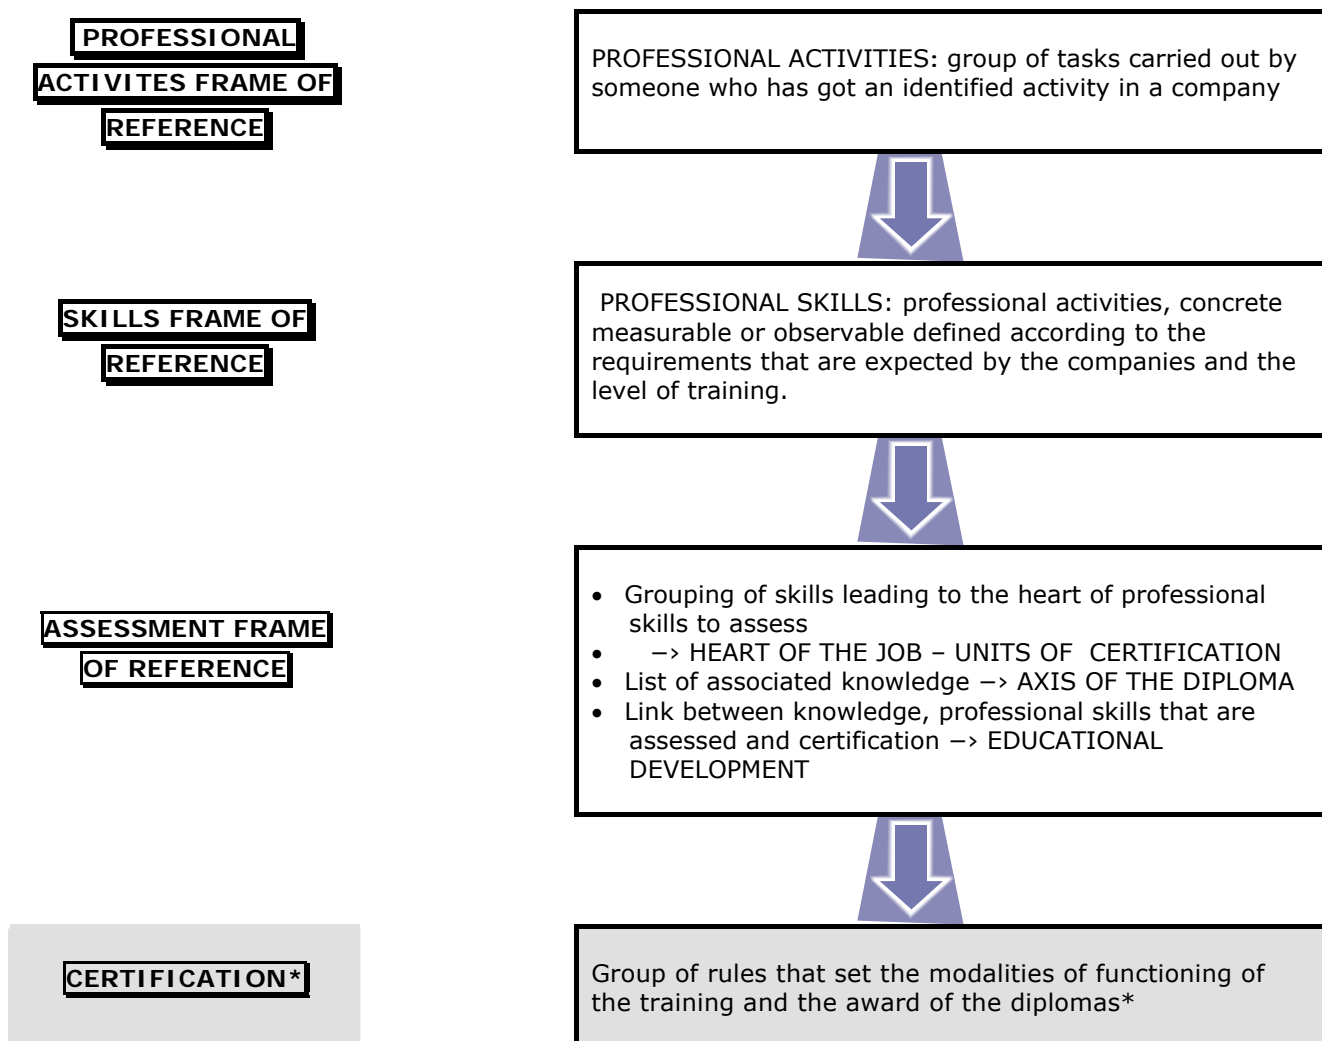 PROFESSIONAL
ACTIVITES FRAME OF
REFERENCE
PROFESSIONAL ACTIVITIES: group of tasks carried out by
someone who has got an identified activity in a company
SKILLS FRAME OF
REFERENCE
PROFESSIONAL SKILLS: professional activities, concrete
measurable or observable defined according to the
requirements that are expected by the companies and the
level of training.
ASSESSMENT FRAME
OF REFERENCE
• Grouping of skills leading to the heart of professional
skills to assess
• –› HEART OF THE JOB – UNITS OF CERTIFICATION
• List of associated knowledge –› AXIS OF THE DIPLOMA
• Link between knowledge, professional skills that are
assessed and certification –› EDUCATIONAL
DEVELOPMENT
CERTIFICATION*
Group of rules that set the modalities of functioning of
the training and the award of the diplomas*